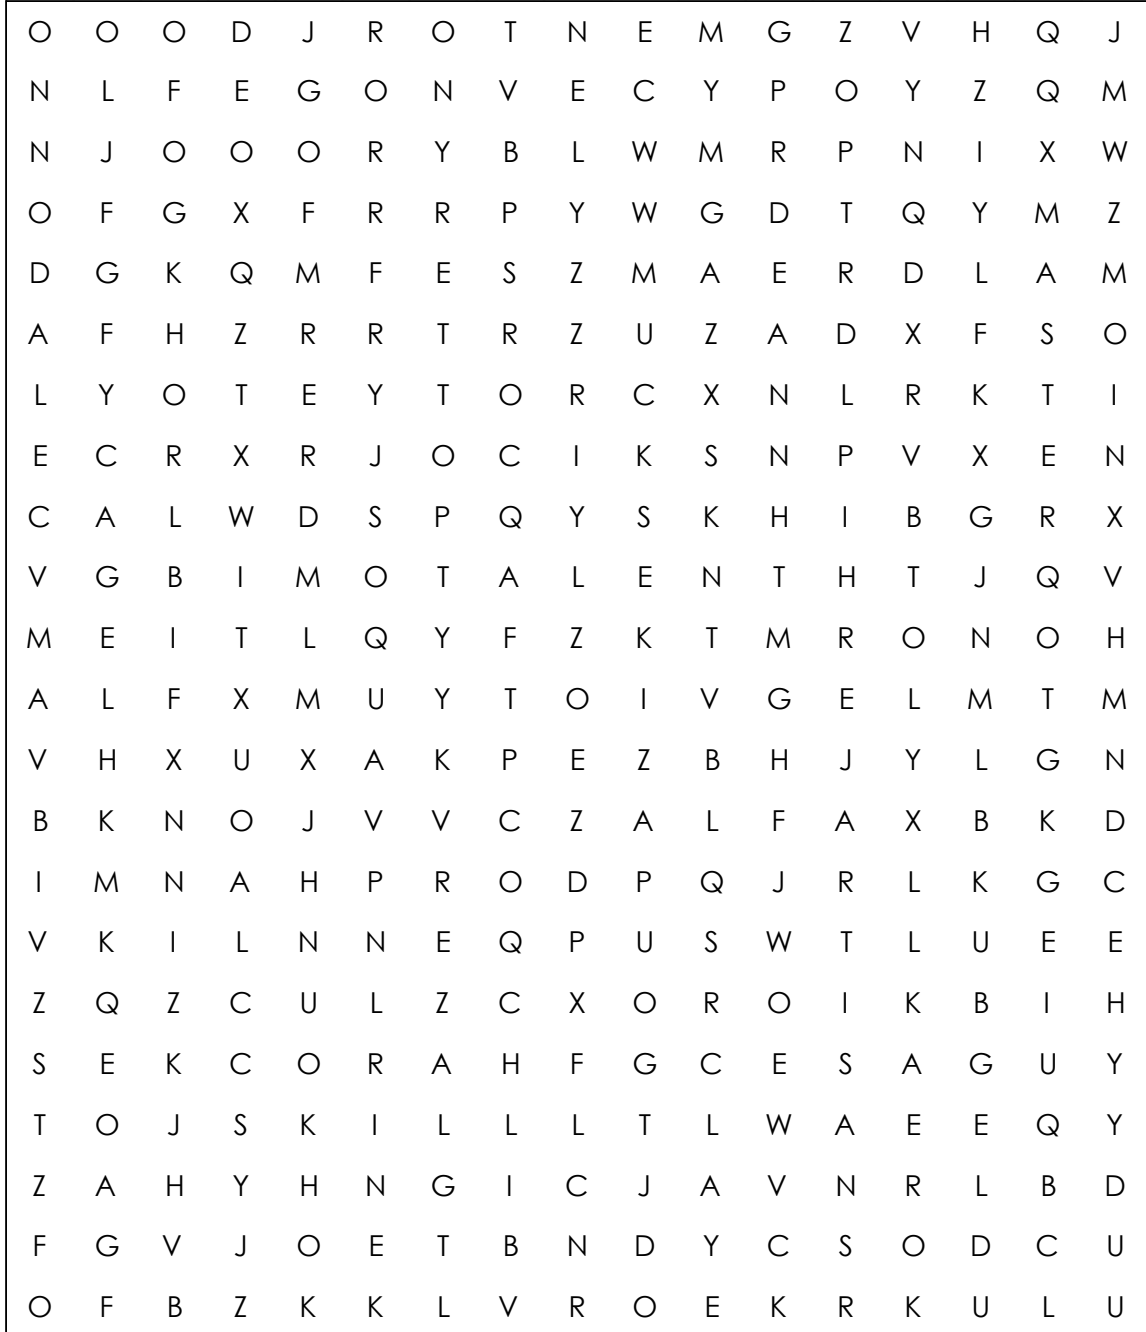 O O O D J R O T N E M G Z V H Q J
N L F E G O N V E C Y P O Y Z Q M
N J O O O R Y B L W M R P N I X W
O F G X F R R P Y W G D T Q Y M Z
D G K Q M F E S Z M A E R D L A M
A F H Z R R T R Z U Z A D X F S O
L Y O T E Y T O R C X N L R K T I
E C R X R J O C I K S N P V X E N
C A L W D S P Q Y S K H I B G R X
V G B I M O T A L E N T H T J Q V
M E I T L Q Y F Z K T M R O N O H
A L F X M U Y T O I V G E L M T M
V H X U X A K P E Z B H J Y L G N
B K N O J V V C Z A L F A X B K D
I M N A H P R O D P Q J R L K G C
V K I L N N E Q P U S W T L U E E
Z Q Z C U L Z C X O R O I K B I H
S E K C O R A H F G C E S A G U Y
T O J S K I L L L T L W A E E Q Y
Z A H Y H N G I C J A V N R L B D
F G V J O E T B N D Y C S O D C U
O F B Z K K L V R O E K R K U L U